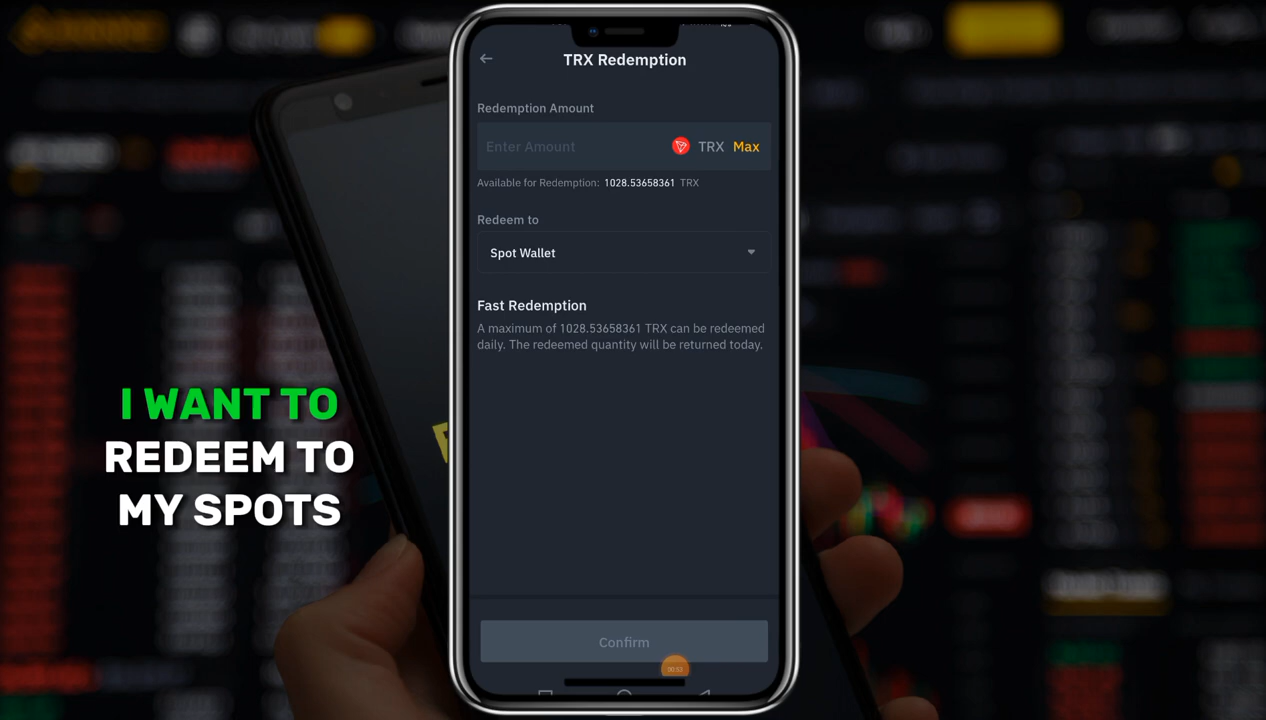 TRX Redemption
Redemption Amount
Enter Amount TRX Max
Available for Redemption: 1028.53658361 TRX
Redeem to
Spot Wallet
Fast Redemption
A maximum of 1028.53658361 TRX can be redeemed
daily. The redeemed quantity will be returned today.
Confirm
00:53
I WANT TO
REDEEM TO
MY SPOTS